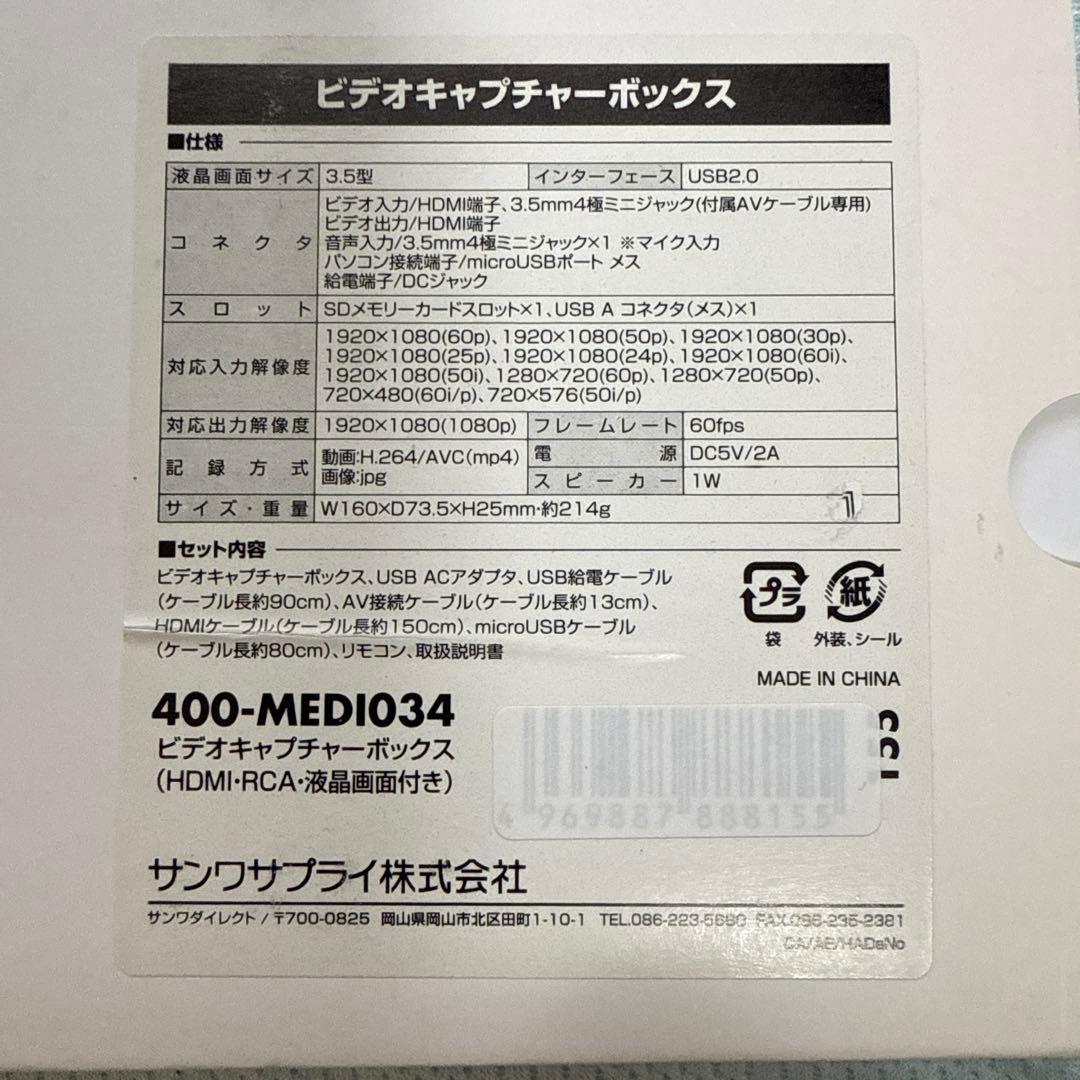 ビデオキャプチャーボックス
■仕様
液晶画面サイズ 3.5型 インターフェース USB2.0
コネクタ ビデオ入力/HDMI端子、3.5mm4極ミニジャック(付属AVケーブル専用)
ビデオ出力/HDMI端子
音声入力/3.5mm4極ミニジャック×1 ※マイク入力
パソコン接続端子/microUSBポート メス
給電端子/DCジャック
スロット SDメモリーカードスロット×1、USB A コネクタ(メス)×1
対応入力解像度 1920×1080(60p)、1920×1080(50p)、1920×1080(30p)、
1920×1080(25p)、1920×1080(24p)、1920×1080(60i)、
1920×1080(50i)、1280×720(60p)、1280×720(50p)、
720×480(60i/p)、720×576(50i/p)
対応出力解像度 1920×1080(1080p) フレームレート 60fps
記録方式 動画:H.264/AVC(mp4)
画像:jpg
電源 DC5V/2A
スピーカー 1W
サイズ・重量 W160×D73.5×H25mm・約214g
1
■セット内容
ビデオキャプチャーボックス、USB ACアダプタ、USB給電ケーブル
(ケーブル長約90cm)、AV接続ケーブル(ケーブル長約13cm)、
HDMIケーブル(ケーブル長約150cm)、microUSBケーブル
(ケーブル長約80cm)、リモコン、取扱説明書
プラ 紙
袋 外装、シール
MADE IN CHINA
400-MEDI034
ビデオキャプチャーボックス
(HDMI・RCA・液晶画面付き)
4 969887 888155
サンワサプライ株式会社
サンワダイレクト / 〒700-0825 岡山県岡山市北区田町1-10-1 TEL.086-223-5680 FAX.086-235-2381
CA/AE/HADaNo